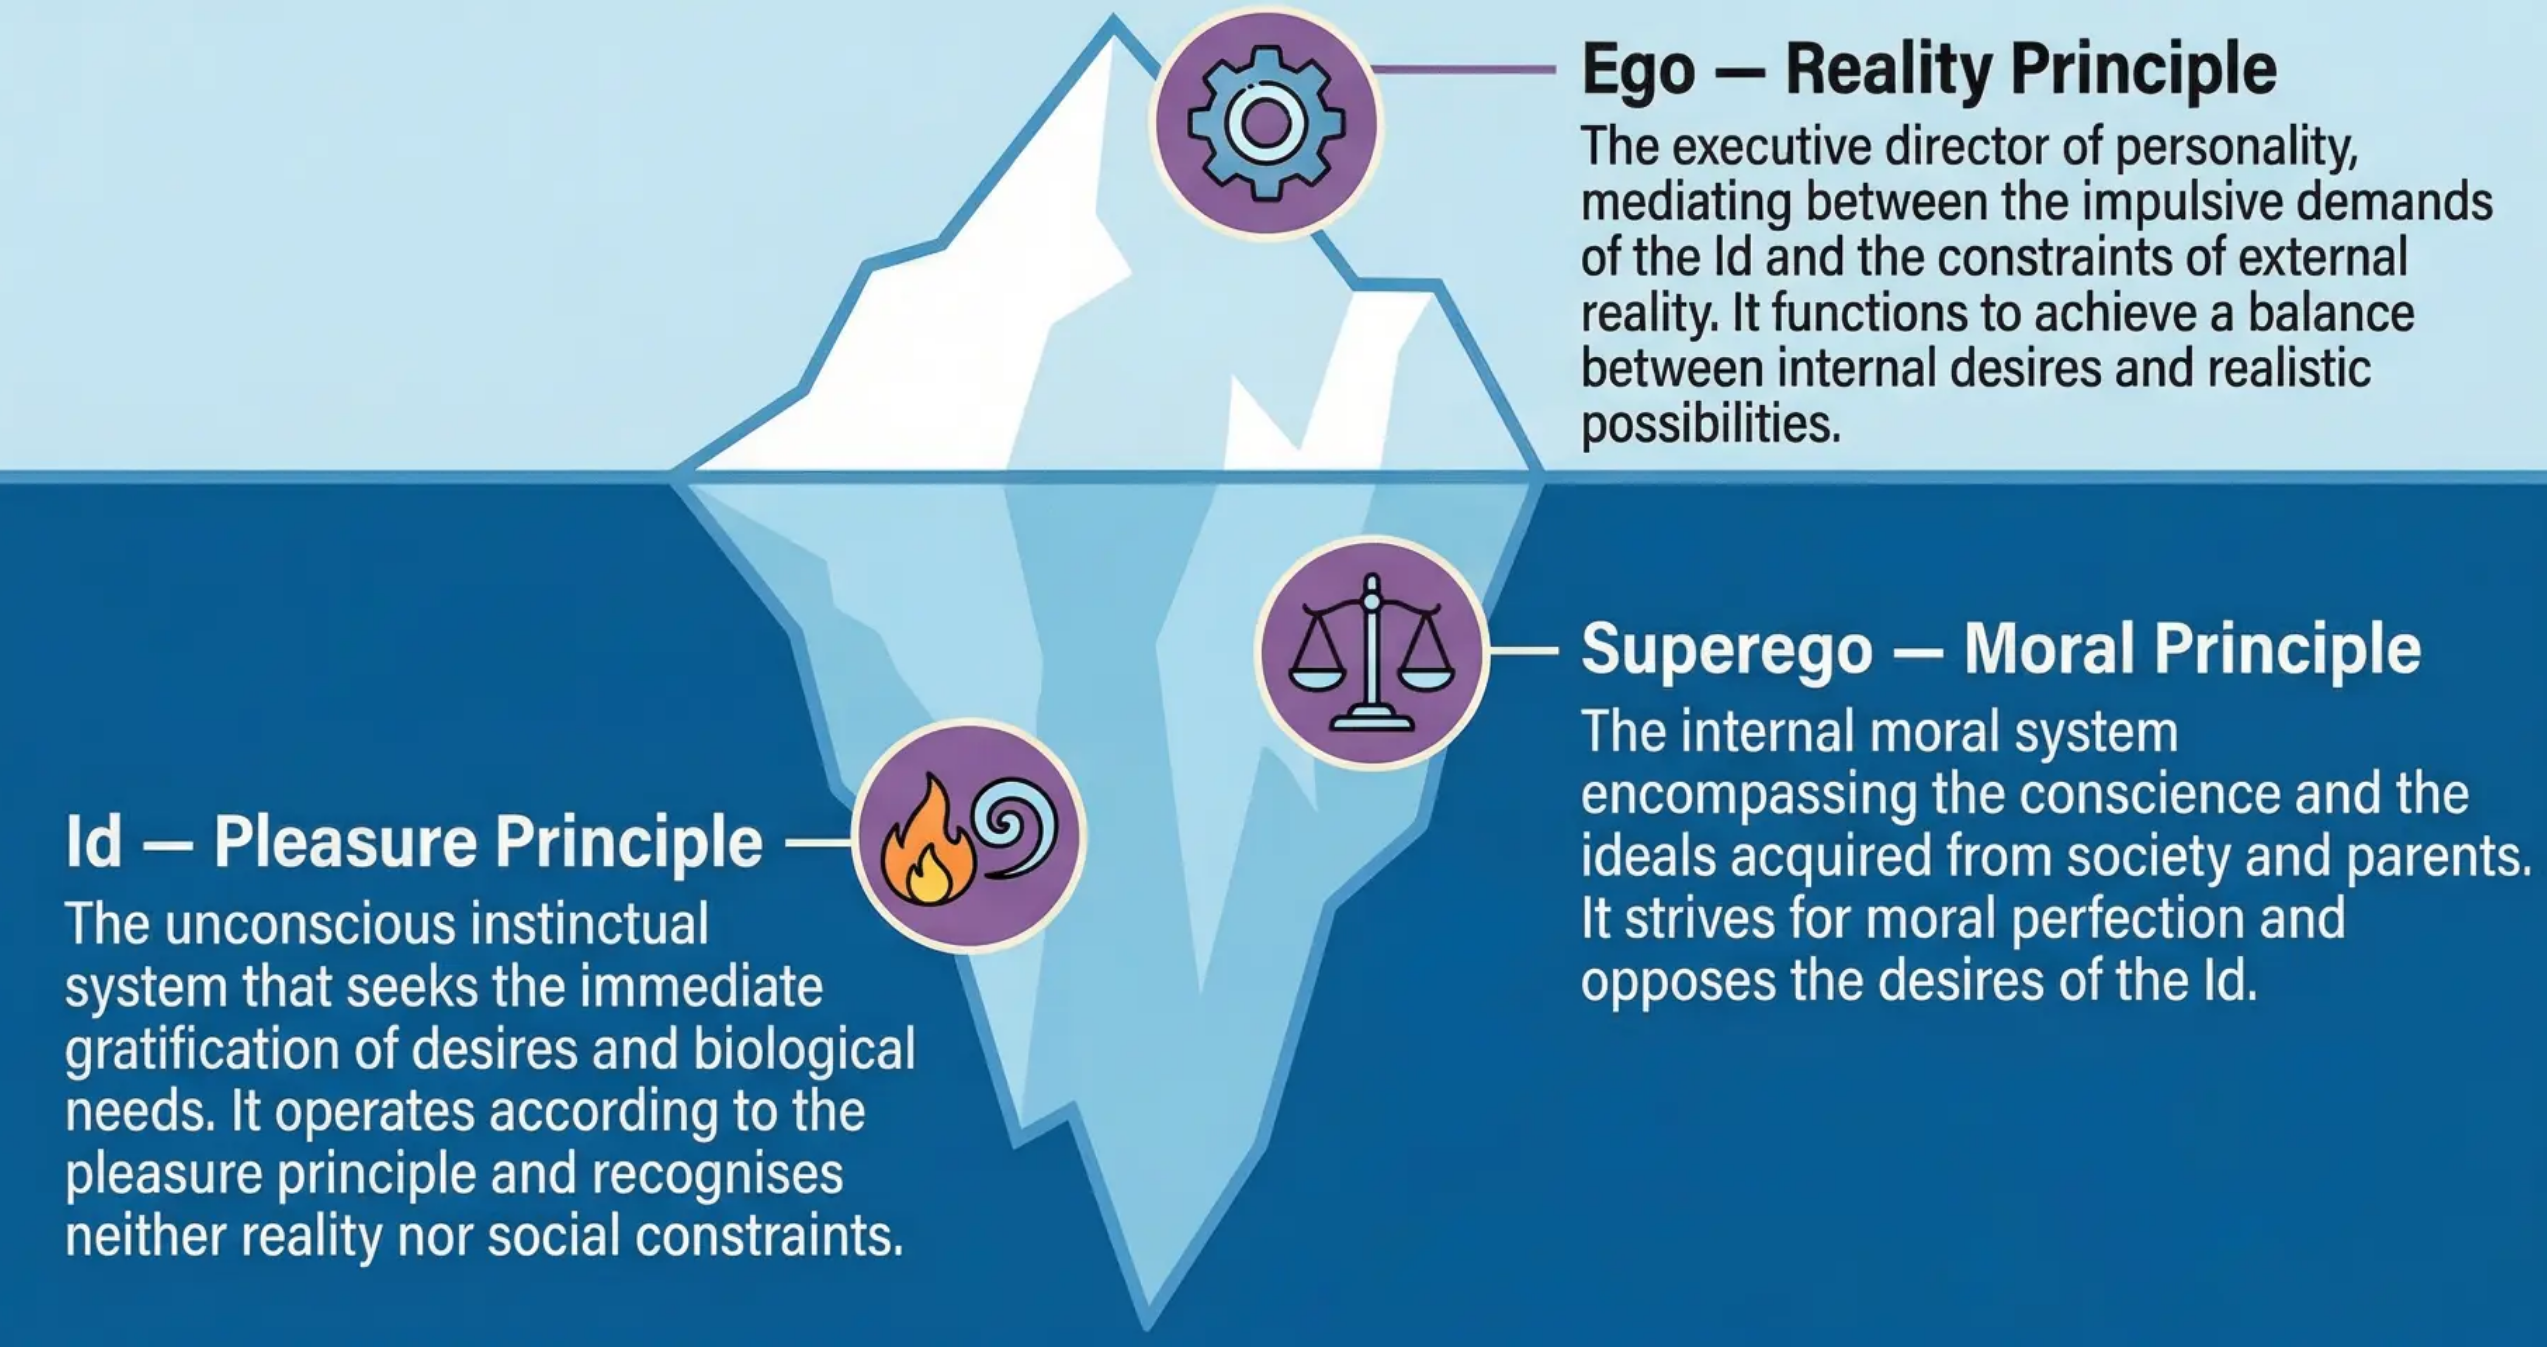 Ego — Reality Principle
The executive director of personality,
mediating between the impulsive demands
of the Id and the constraints of external
reality. It functions to achieve a balance
between internal desires and realistic
possibilities.
Superego — Moral Principle
The internal moral system
encompassing the conscience and the
ideals acquired from society and parents.
It strives for moral perfection and
opposes the desires of the Id.
Id — Pleasure Principle
The unconscious instinctual
system that seeks the immediate
gratification of desires and biological
needs. It operates according to the
pleasure principle and recognises
neither reality nor social constraints.